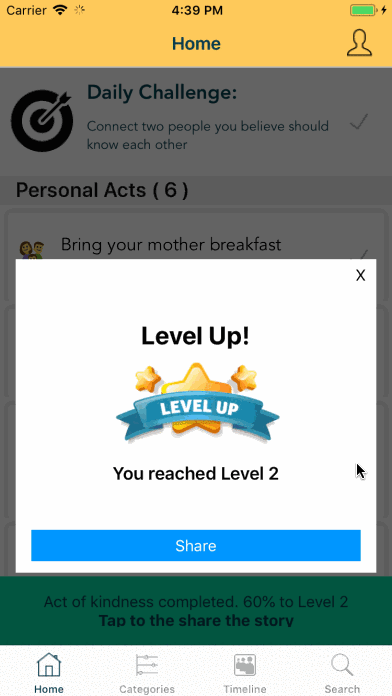 Carrier 4:39 PM
Home
Daily Challenge:
Connect two people you believe should
know each other
Personal Acts ( 6 )
Bring your mother breakfast
X
Level Up!
LEVEL UP
You reached Level 2
Share
Act of kindness completed. 60% to Level 2
Tap to the share the story
Home Categories Timeline Search